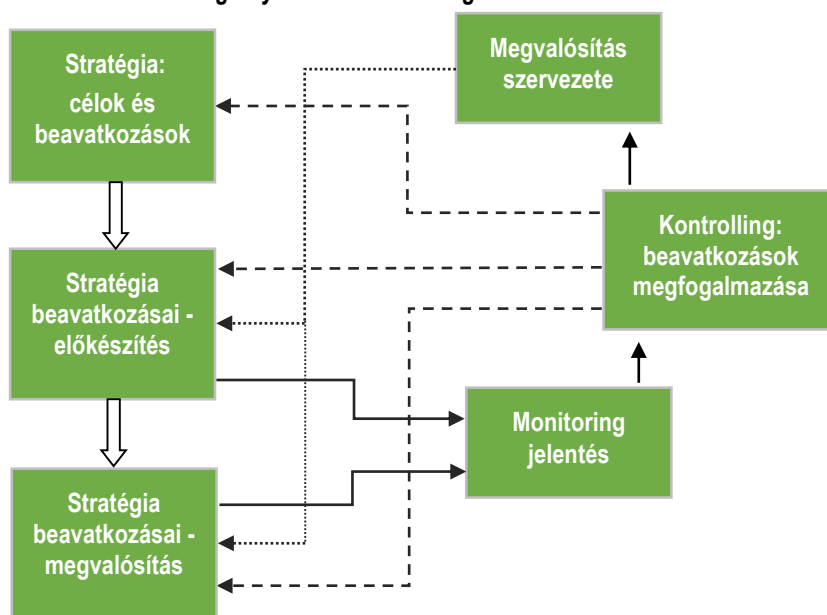 Stratégia:
célok és
beavatkozások
Megvalósítás
szervezete
Kontrolling:
beavatkozások
megfogalmazása
Stratégia
beavatkozásai -
előkészítés
Monitoring
jelentés
Stratégia
beavatkozásai -
megvalósítás